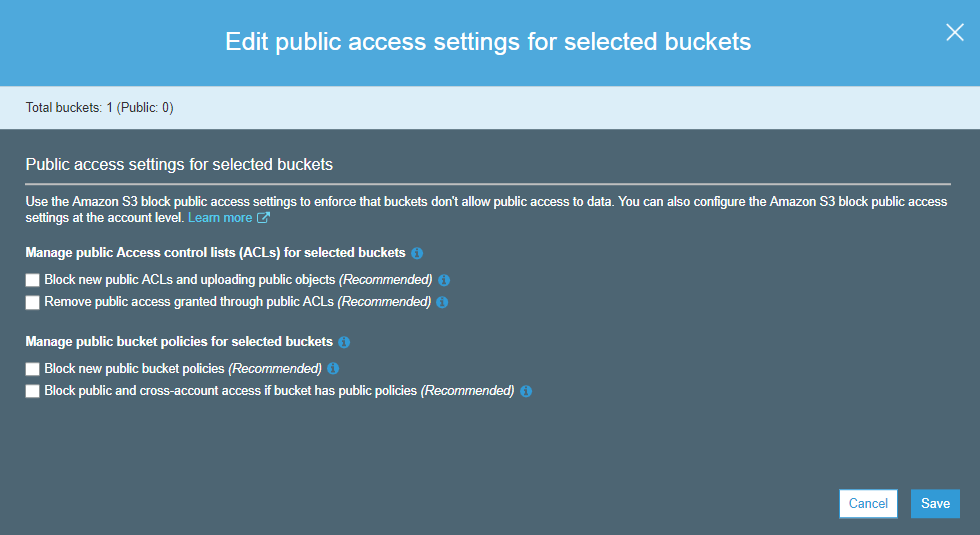 Edit public access settings for selected buckets
Total buckets: 1 (Public: 0)
Public access settings for selected buckets
Use the Amazon S3 block public access settings to enforce that buckets don't allow public access to data. You can also configure the Amazon S3 block public access
settings at the account level. Learn more
Manage public Access control lists (ACLs) for selected buckets
Block new public ACLs and uploading public objects (Recommended)
Remove public access granted through public ACLs (Recommended)
Manage public bucket policies for selected buckets
Block new public bucket policies (Recommended)
Block public and cross-account access if bucket has public policies (Recommended)
Cancel Save